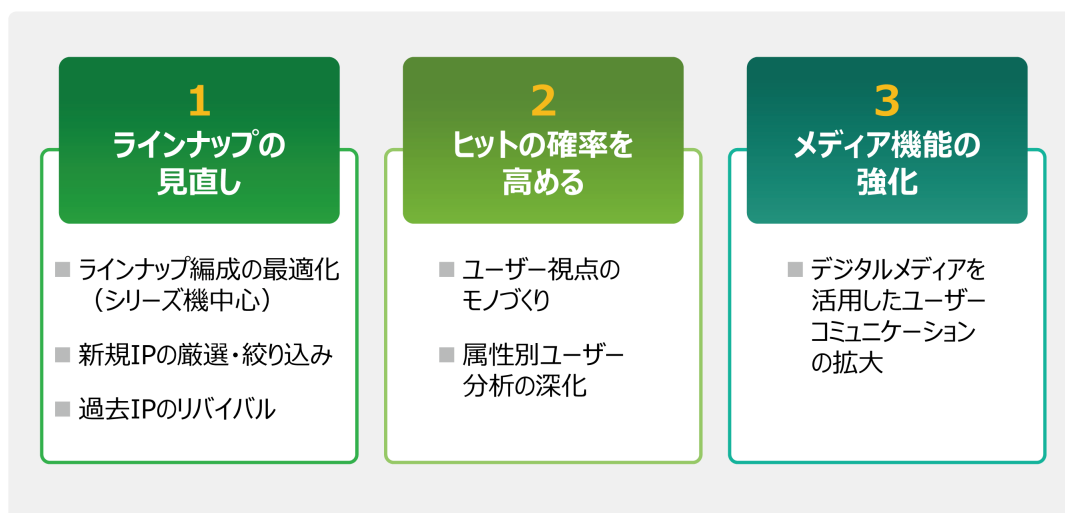 1
ラインナップの
見直し
■ ラインナップ編成の最適化
（シリーズ機中心）
■ 新規IPの厳選・絞り込み
■ 過去IPのリバイバル
2
ヒットの確率を
高める
■ ユーザー視点の
モノづくり
■ 属性別ユーザー
分析の深化
3
メディア機能の
強化
■ デジタルメディアを
活用したユーザー
コミュニケーション
の拡大